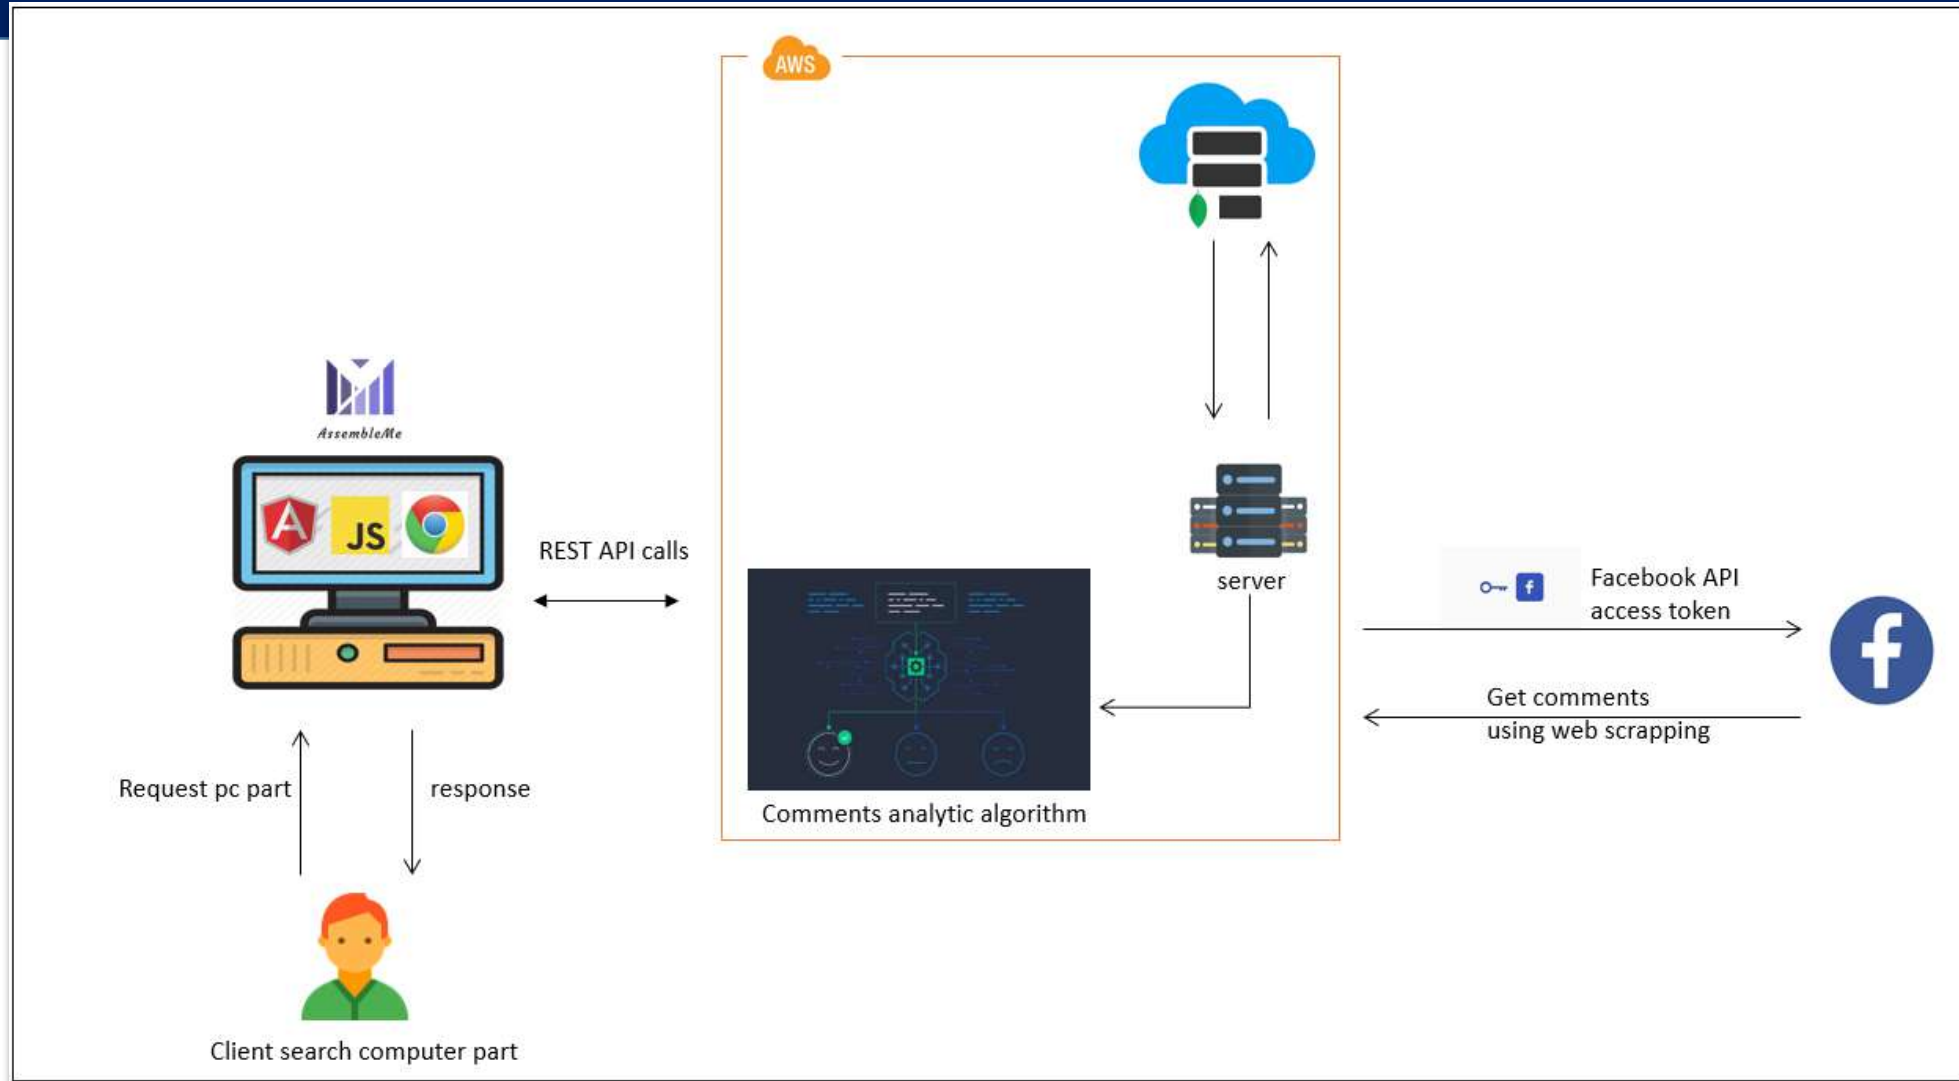 AWS
AssembleMe
JS
REST API calls
server
Facebook API
access token
Get comments
using web scrapping
Request pc part
response
Comments analytic algorithm
Client search computer part